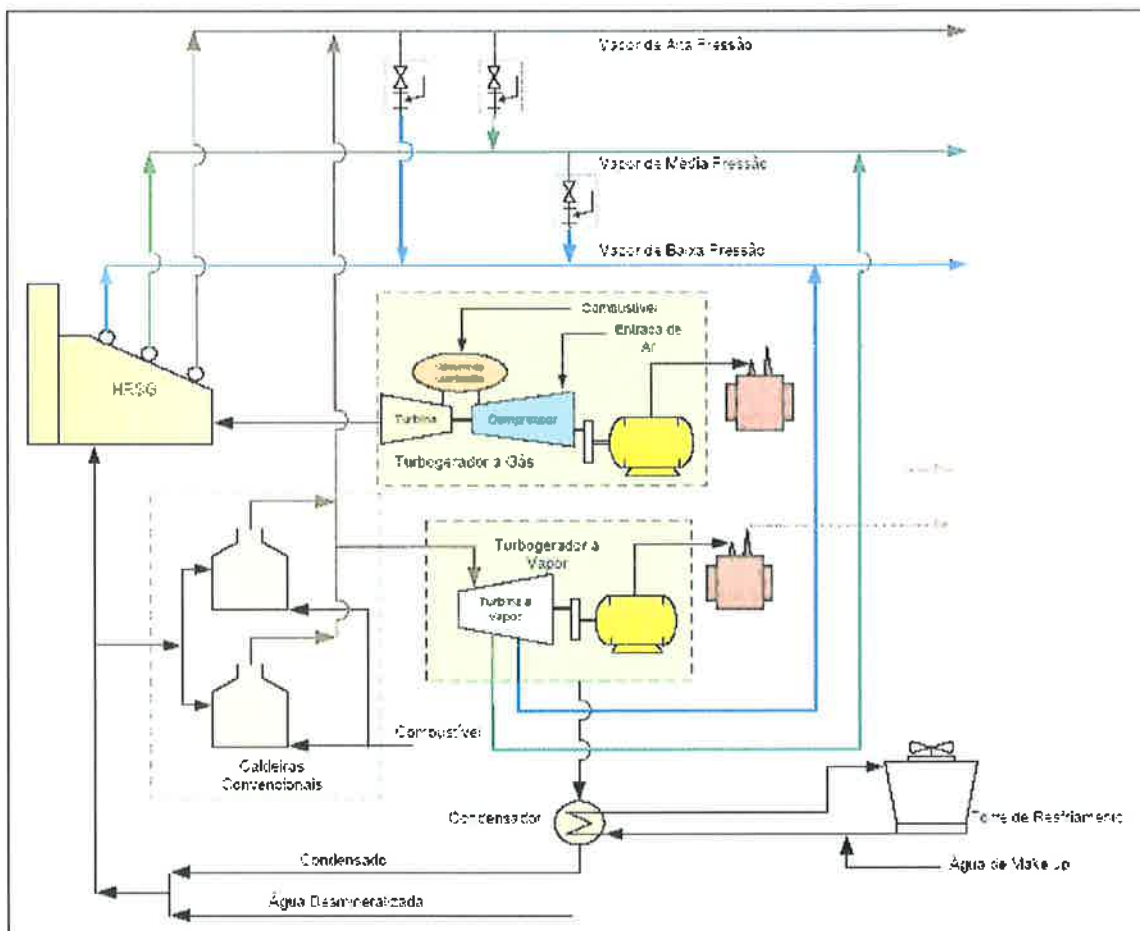 Vapor de Alta Pressão
Vapor de Média Pressão
Vapor de Baixa Pressão
Combustível
Entrada de
Ar
HRSG
Turbina
Compressor
Turbogerador à Gás
Turbogerador à
Vapor
Turbina a
Vapor
Combustível
Caldeiras
Convencionais
Condensador
Torre de Resfriamento
Condensado
Água de Make up
Água Desmineralizada